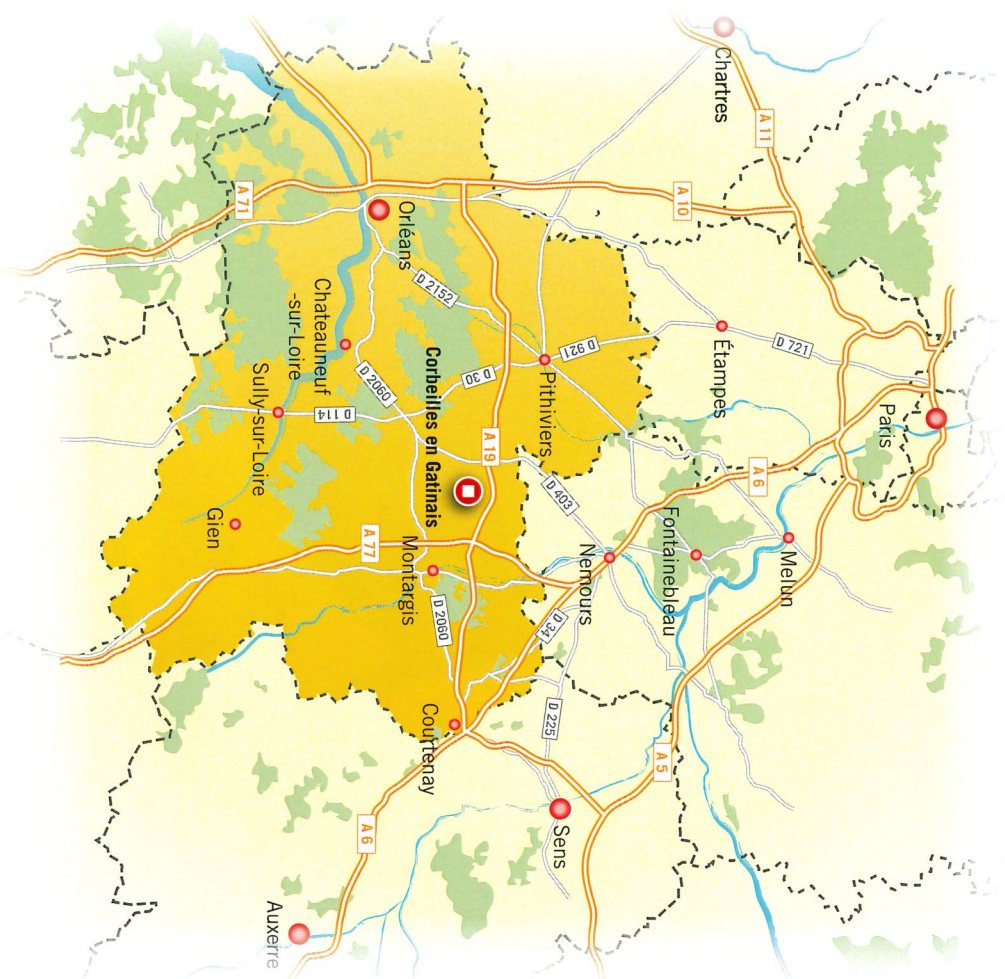 Paris
D 721
Melun
A 11
A 6
Chartres
Étampes
A 10
Fontainebleau
A 5
Nemours
D 921
D 403
Sens
D 225
D 34
Pithiviers
A 19
D 30
D 2152
D 2060
Corbeilles en Gatinais
Courtenay
Orléans
Montargis
D 2060
A 77
A 6
D 114
Chateauneuf
-sur-Loire
Auxerre
Sully-sur-Loire
A 71
Gien